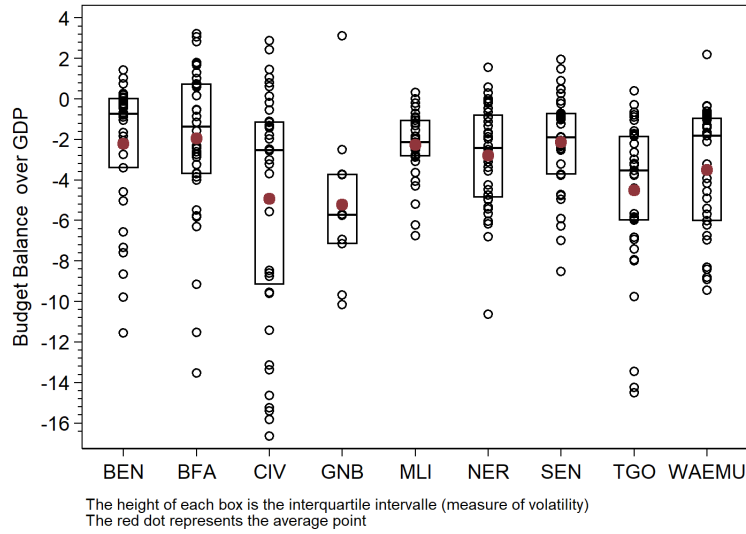 Budget Balance over GDP
4
2
0
-2
-4
-6
-8
-10
-12
-14
-16
BEN BFA CIV GNB MLI NER SEN TGO WAEMU
The height of each box is the interquartile intervalle (measure of volatility)
The red dot represents the average point